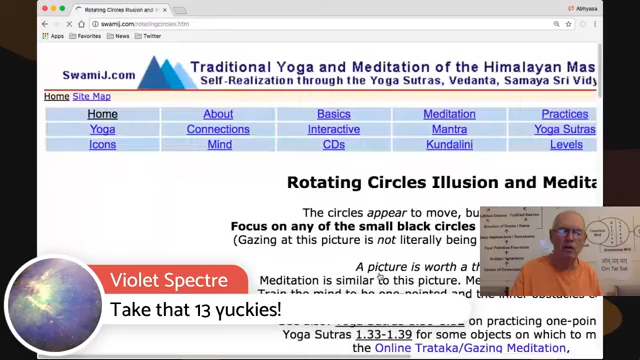 Rotating Circles Illusion and M
Abhyasa
swamij.com/rotatingcircles.htm
Apps Favorites News Twitter
SwamiJ.com
Traditional Yoga and Meditation of the Himalayan Mas
Self-Realization through the Yoga Sutras, Vedanta, Samaya Sri Vidy
Home Site Map
Home About Basics Meditation Practices
Yoga Connections Interactive Mantra Yoga Sutras
Icons Mind CDs Kundalini Levels
Rotating Circles Illusion and Medita
The circles appear to move, bu
Focus on any of the small black circles
(Gazing at this picture is not literally being
A picture is worth a th
Meditation is similar to this picture. Me
Train the mind to be one-pointed and the inner obstacles
on practicing one-poin
Yoga Sutras 1.33-1.39 for some objects on which to m
the Online Trataka/Gazing Meditation,
Violet Spectre
Take that 13 yuckies!
Om Tat Sat